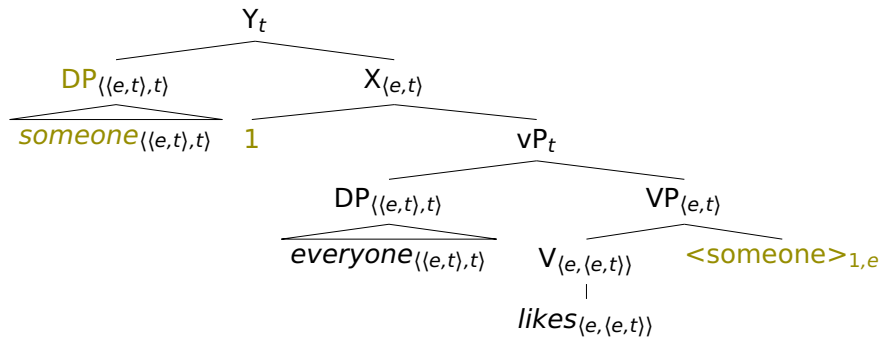 Y_t
DP_⟨⟨e,t⟩,t⟩ X_⟨e,t⟩
someone_⟨⟨e,t⟩,t⟩ 1 vP_t
DP_⟨⟨e,t⟩,t⟩ VP_⟨e,t⟩
everyone_⟨⟨e,t⟩,t⟩ V_⟨e,⟨e,t⟩⟩ <someone>_1,e
likes_⟨e,⟨e,t⟩⟩